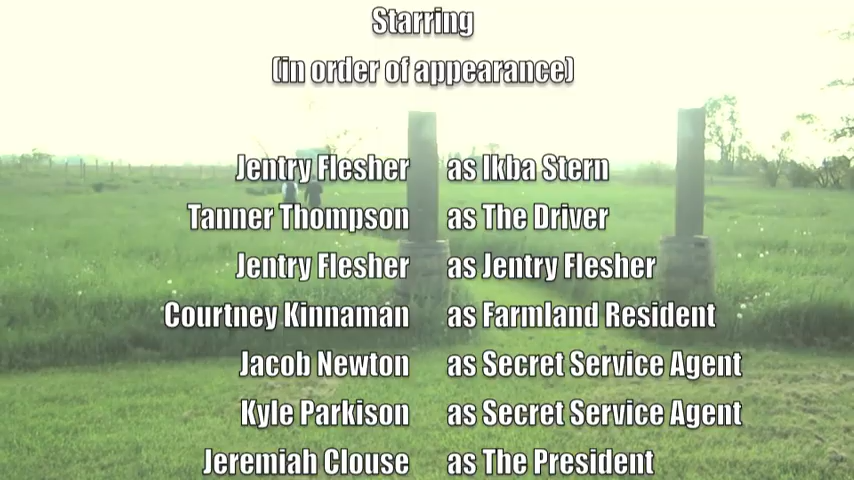 Starring
(in order of appearance)
Jentry Flesher as Ikba Stern
Tanner Thompson as The Driver
Jentry Flesher as Jentry Flesher
Courtney Kinnaman as Farmland Resident
Jacob Newton as Secret Service Agent
Kyle Parkison as Secret Service Agent
Jeremiah Clouse as The President